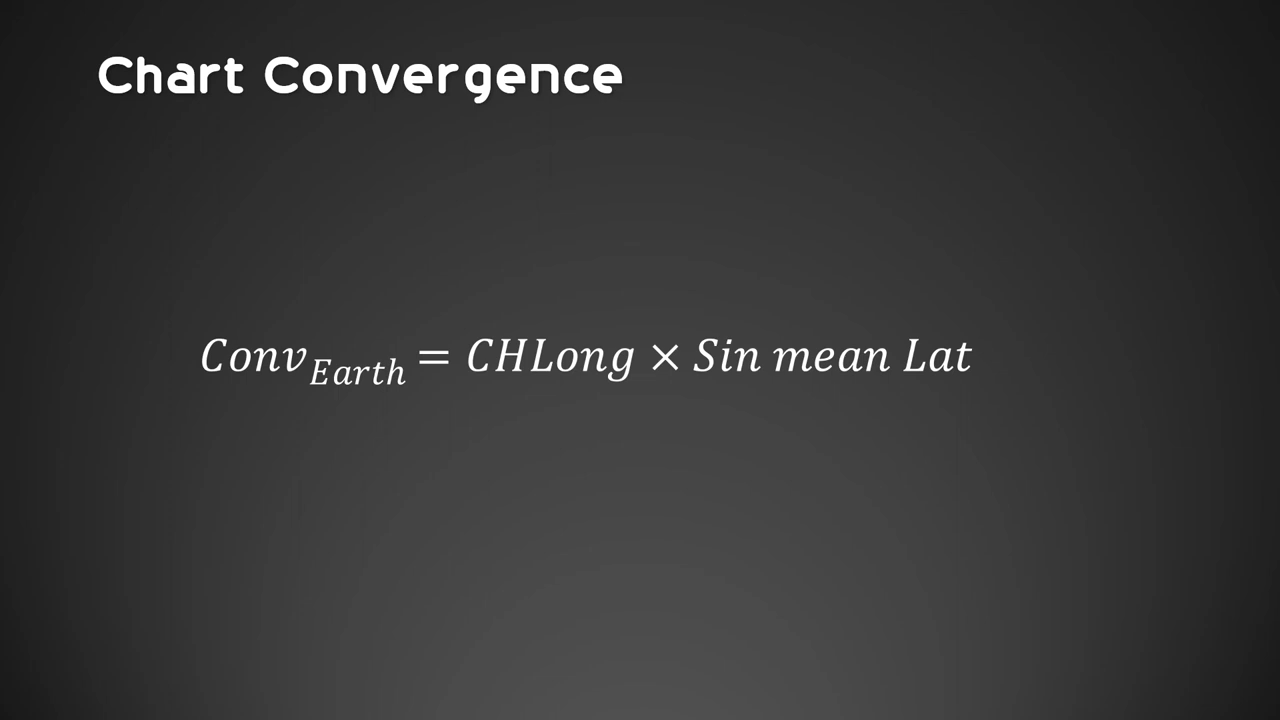 Chart Convergence
Conv_Earth = CHLong × Sin mean Lat